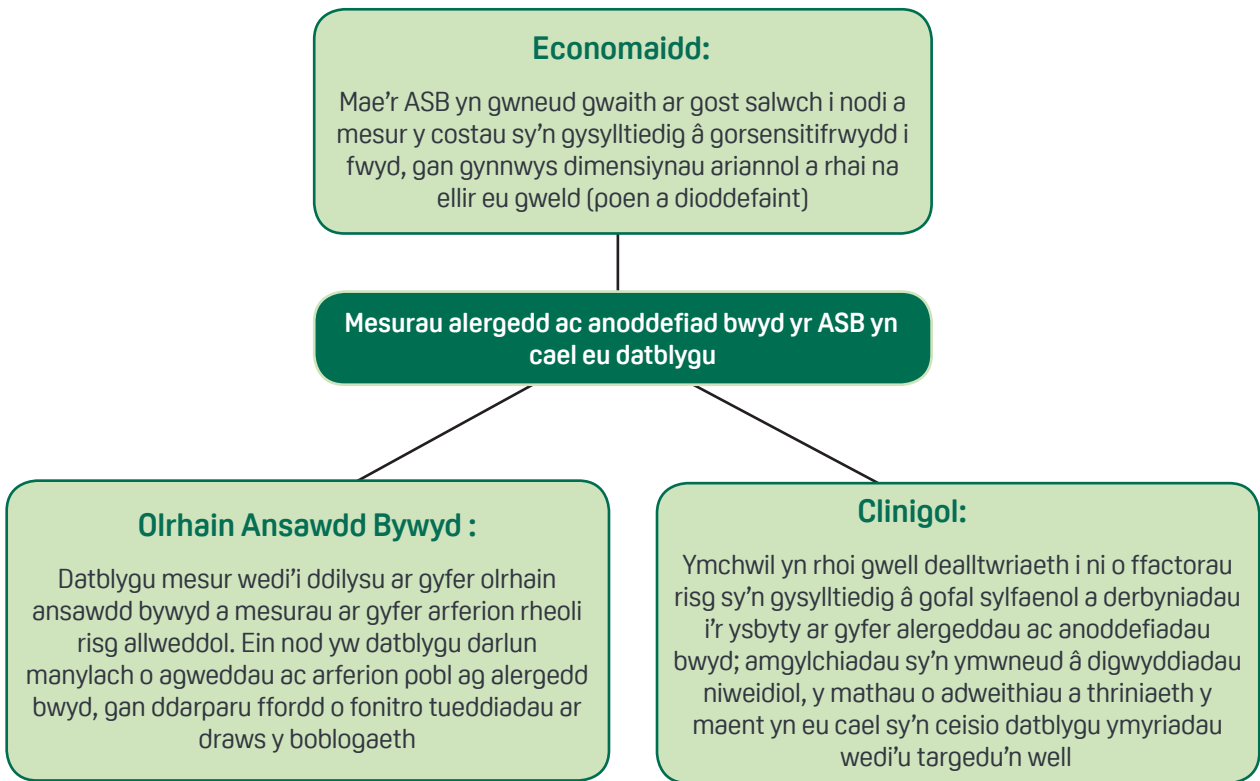 Economaidd:
Mae'r ASB yn gwneud gwaith ar gost salwch i nodi a
mesur y costau sy'n gysylltiedig â gorsensitifrwydd i
fwyd, gan gynnwys dimensiynau ariannol a rhai na
ellir eu gweld (poen a dioddefaint)
Mesurau alergedd ac anoddefiad bwyd yr ASB yn
cael eu datblygu
Olrhain Ansawdd Bywyd :
Datblygu mesur wedi'i ddilysu ar gyfer olrhain
ansawdd bywyd a mesurau ar gyfer arferion rheoli
risg allweddol. Ein nod yw datblygu darlun
manylach o agweddau ac arferion pobl ag alergedd
bwyd, gan ddarparu ffordd o fonitro tueddiadau ar
draws y boblogaeth
Clinigol:
Ymchwil yn rhoi gwell dealltwriaeth i ni o ffactorau
risg sy'n gysylltiedig â gofal sylfaenol a derbyniadau
i'r ysbyty ar gyfer alergeddau ac anoddefiadau
bwyd; amgylchiadau sy'n ymwneud â digwyddiadau
niweidiol, y mathau o adweithiau a thriniaeth y
maent yn eu cael sy'n ceisio datblygu ymyriadau
wedi'u targedu'n well